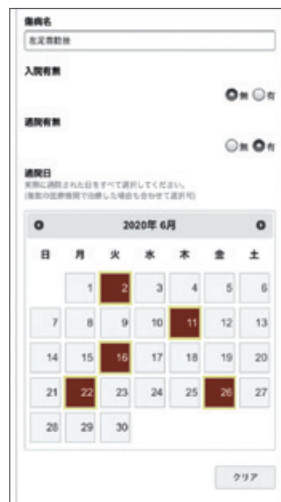 傷病名
左足首筋挫
入院有無
無 有
通院有無
無 有
通院日
実際に通院された日をすべて選択してください。
(複数の医療機関で治療した場合も合わせて選択可)
2020年 6月
日 月 火 水 木 金 土
1 2 3 4 5 6
7 8 9 10 11 12 13
14 15 16 17 18 19 20
21 22 23 24 25 26 27
28 29 30
クリア